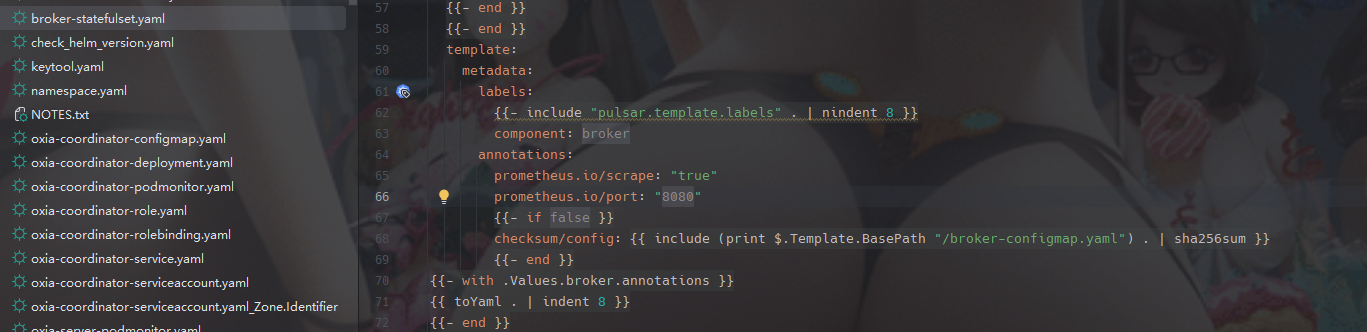 broker-statefulset.yaml
check_helm_version.yaml
keytool.yaml
namespace.yaml
NOTES.txt
oxia-coordinator-configmap.yaml
oxia-coordinator-deployment.yaml
oxia-coordinator-podmonitor.yaml
oxia-coordinator-role.yaml
oxia-coordinator-rolebinding.yaml
oxia-coordinator-service.yaml
oxia-coordinator-serviceaccount.yaml
oxia-coordinator-serviceaccount.yaml_Zone.Identifier
oxia-server-podmonitor.yaml
57 {{- end }}
58 {{- end }}
59 template:
60 metadata:
61 labels:
62 {{- include "pulsar.template.labels" . | nindent 8 }}
63 component: broker
64 annotations:
65 prometheus.io/scrape: "true"
66 prometheus.io/port: "8080"
67 {{- if false }}
68 checksum/config: {{ include (print $.Template.BasePath "/broker-configmap.yaml") . | sha256sum }}
69 {{- end }}
70 {{- with .Values.broker.annotations }}
71 {{ toYaml . | indent 8 }}
72 {{- end }}